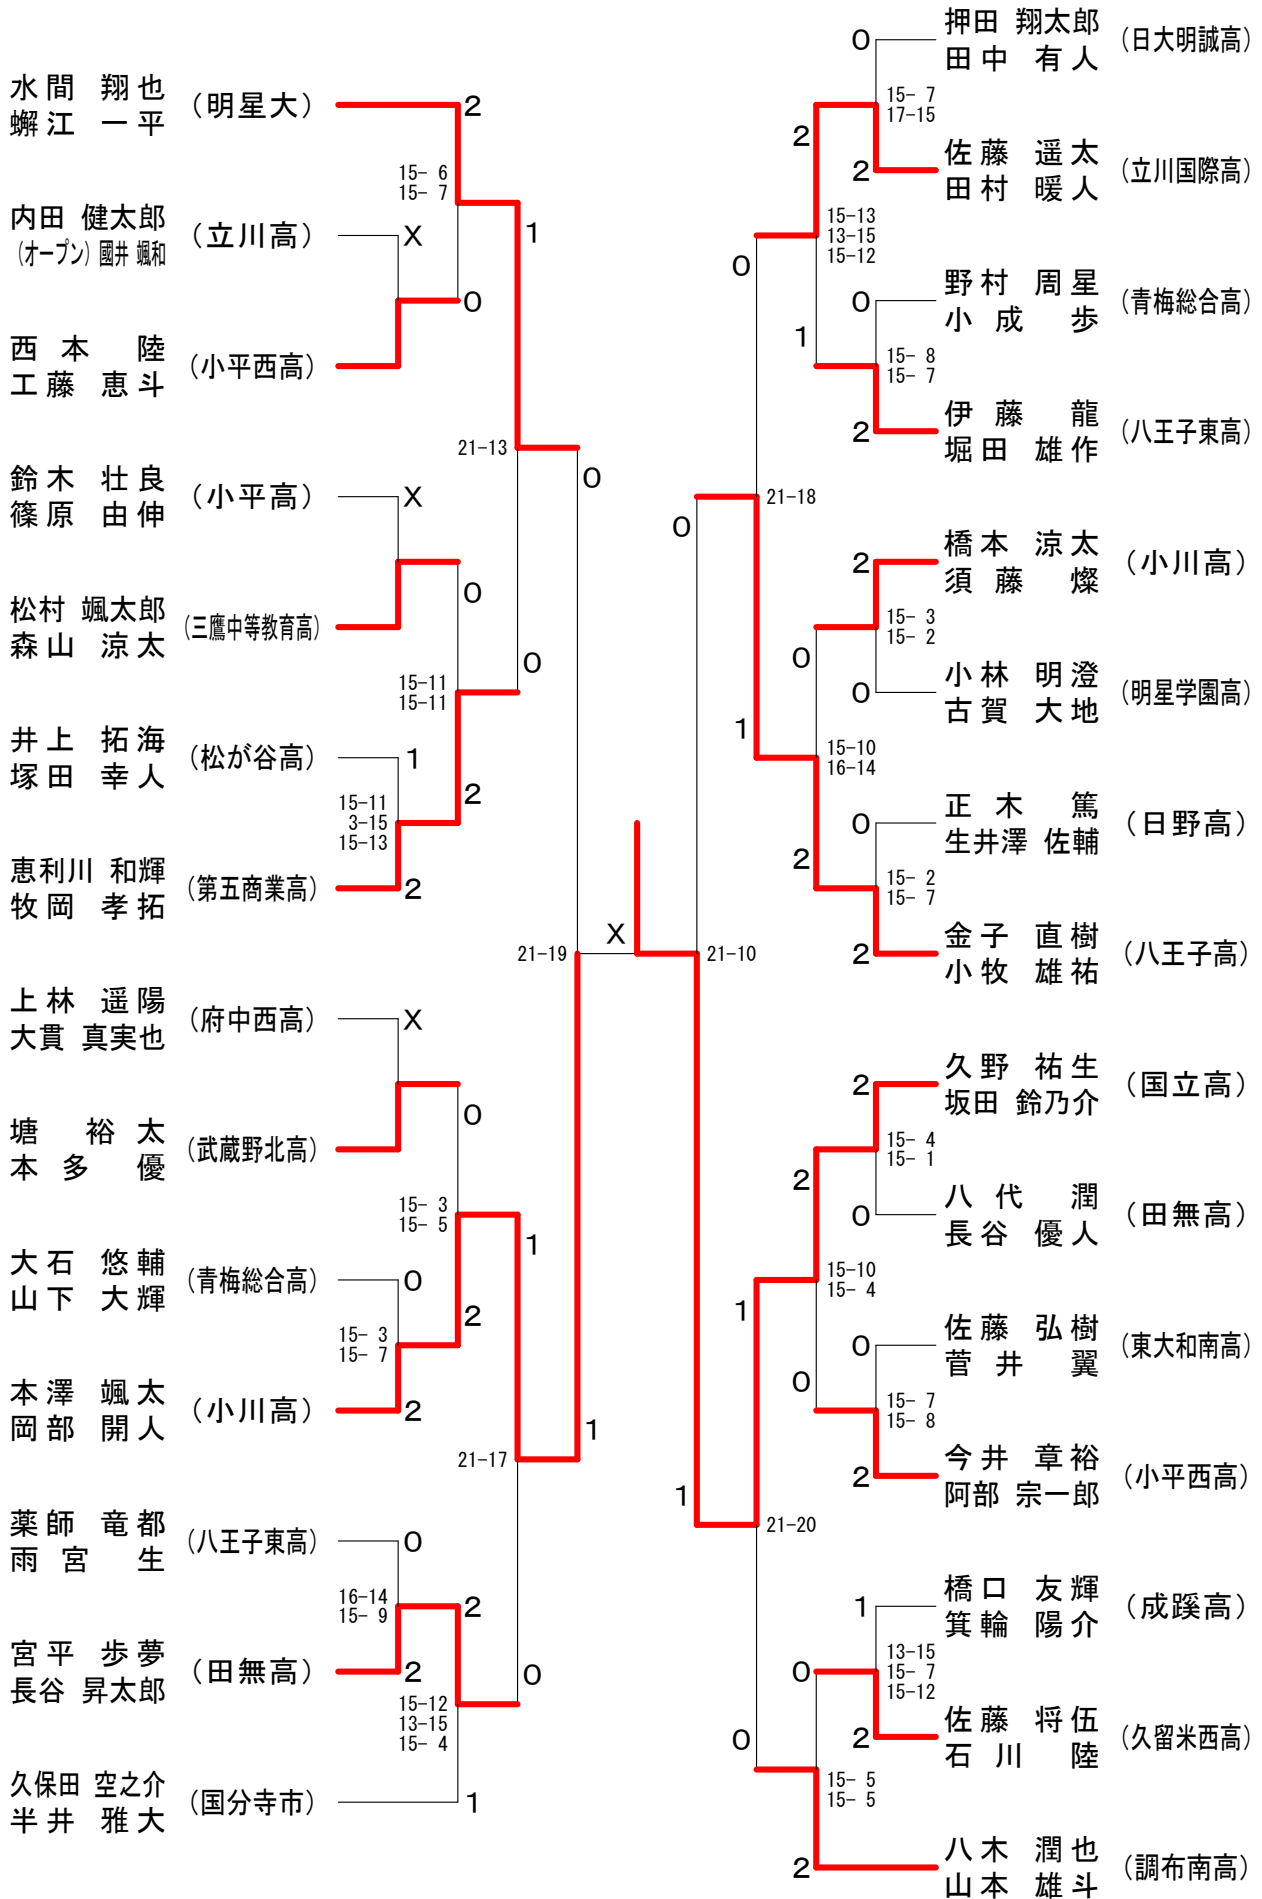 水間 翔也
蠏江 一平
(明星大)
2
15- 6
15- 7
1
内田 健太郎
(オープン) 國井 颯和
(立川高)
X
0
西本 陸
工藤 恵斗
(小平西高)
21-13
0
鈴木 壮良
篠原 由伸
(小平高)
X
0
松村 颯太郎
森山 涼太
(三鷹中等教育高)
0
15-11
15-11
井上 拓海
塚田 幸人
(松が谷高)
1
2
15-11
3-15
15-13
恵利川 和輝
牧岡 孝拓
(第五商業高)
2
21-19
X
上林 遥陽
大貫 真実也
(府中西高)
X
0
塘 裕太
本多 優
(武蔵野北高)
15- 3
15- 5
1
大石 悠輔
山下 大輝
(青梅総合高)
0
2
15- 3
15- 7
本澤 颯太
岡部 開人
(小川高)
2
1
21-17
薬師 竜都
雨宮 生
(八王子東高)
0
16-14
15- 9
2
宮平 歩夢
長谷 昇太郎
(田無高)
2
0
15-12
13-15
15- 4
久保田 空之介
半井 雅大
(国分寺市)
1
0
押田 翔太郎
田中 有人
(日大明誠高)
15- 7
17-15
2
2
佐藤 遥太
田村 暖人
(立川国際高)
15-13
13-15
15-12
0
0
野村 周星
小成 歩
(青梅総合高)
1
15- 8
15- 7
2
伊藤 龍
堀田 雄作
(八王子東高)
21-18
0
2
橋本 涼太
須藤 燦
(小川高)
15- 3
15- 2
0
0
小林 明澄
古賀 大地
(明星学園高)
1
15-10
16-14
0
正木 篤
生井澤 佐輔
(日野高)
2
15- 2
15- 7
2
金子 直樹
小牧 雄祐
(八王子高)
21-10
2
久野 祐生
坂田 鈴乃介
(国立高)
15- 4
15- 1
2
0
八代 潤
長谷 優人
(田無高)
15-10
15- 4
1
0
佐藤 弘樹
菅井 翼
(東大和南高)
0
15- 7
15- 8
2
今井 章裕
阿部 宗一郎
(小平西高)
1
21-20
1
橋口 友輝
箕輪 陽介
(成蹊高)
13-15
15- 7
15-12
0
2
佐藤 将伍
石川 陸
(久留米西高)
0
15- 5
15- 5
2
八木 潤也
山本 雄斗
(調布南高)